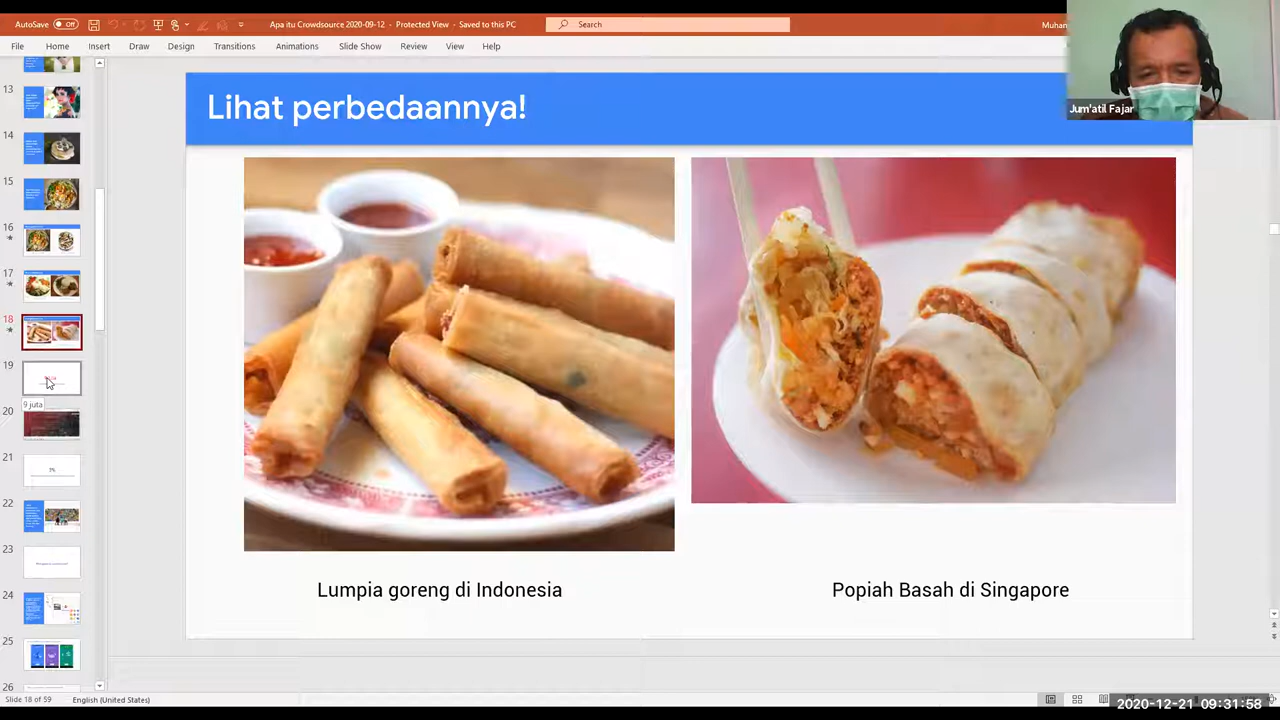 AutoSave Off
Apa itu Crowdsource 2020-09-12 - Protected View - Saved to this PC
Search
Muham
File Home Insert Draw Design Transitions Animations Slide Show Review View Help
Jum'atil Fajar
Lihat perbedaannya!
13
14
15
16
17
18
19
9 juta
20
21
22
23
24
25
26
Lumpia goreng di Indonesia
Popiah Basah di Singapore
Slide 18 of 59
English (United States)
2020-12-21 09:31:58